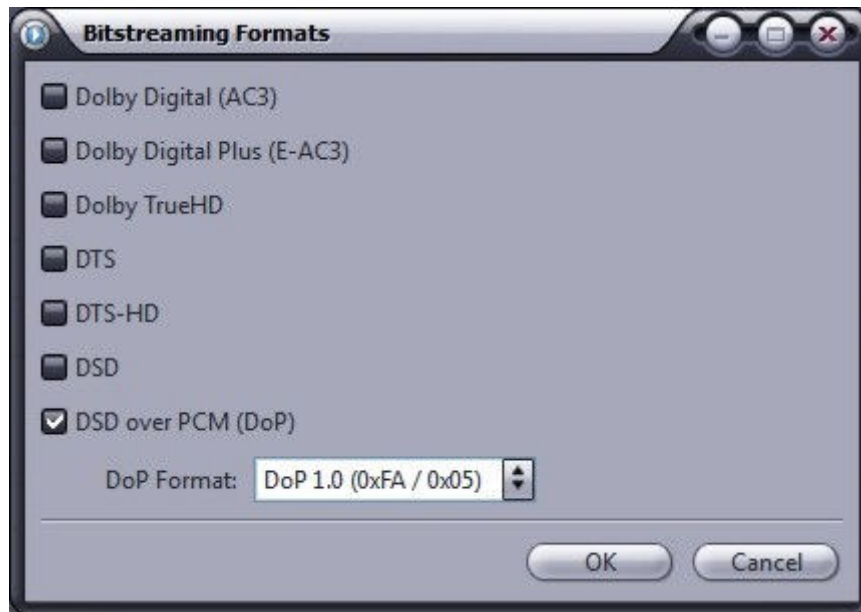 Bitstreaming Formats
Dolby Digital (AC3)
Dolby Digital Plus (E-AC3)
Dolby TrueHD
DTS
DTS-HD
DSD
DSD over PCM (DoP)
DoP Format: DoP 1.0 (0xFA / 0x05)
OK Cancel